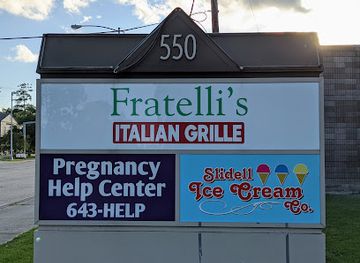 550
Fratelli's
ITALIAN GRILLE
Pregnancy
Help Center
643-HELP
Slidell
Ice Cream
Co.